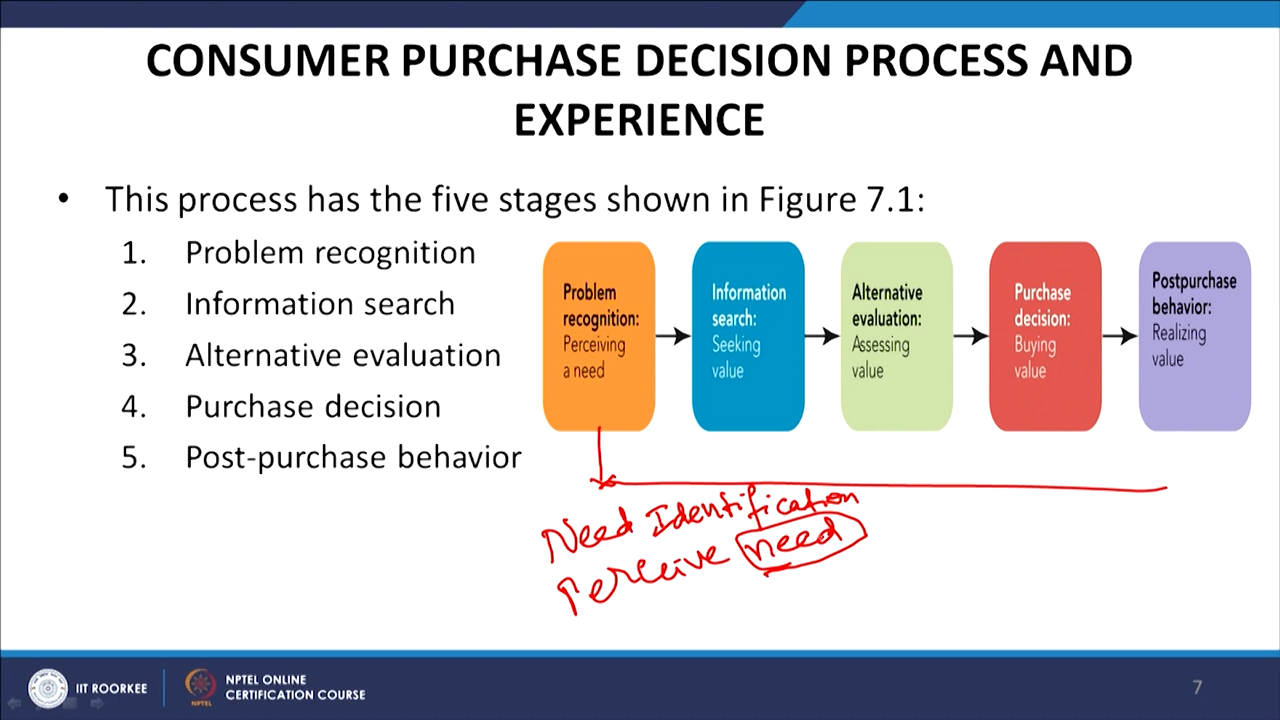 CONSUMER PURCHASE DECISION PROCESS AND
EXPERIENCE
• This process has the five stages shown in Figure 7.1:
1. Problem recognition
2. Information search
3. Alternative evaluation
4. Purchase decision
5. Post-purchase behavior
Problem
recognition:
Perceiving
a need
Information
search:
Seeking
value
Alternative
evaluation:
Assessing
value
Purchase
decision:
Buying
value
Postpurchase
behavior:
Realizing
value
Need Identification
Perceive need
IIT ROORKEE
NPTEL
NPTEL ONLINE
CERTIFICATION COURSE
7